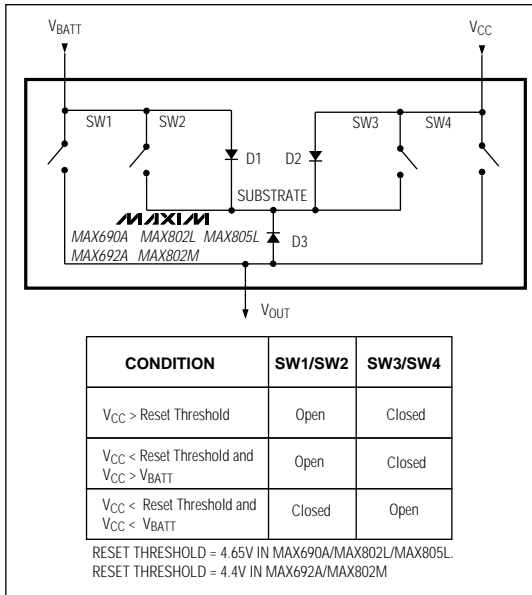 VBATT
VCC
SW1 SW2 SW3 SW4
D1 D2
SUBSTRATE
MAXIM
MAX690A MAX802L MAX805L D3
MAX692A MAX802M
VOUT
CONDITION SW1/SW2 SW3/SW4
VCC > Reset Threshold Open Closed
VCC < Reset Threshold and
VCC > VBATT Open Closed
VCC < Reset Threshold and
VCC < VBATT Closed Open
RESET THRESHOLD = 4.65V IN MAX690A/MAX802L/MAX805L.
RESET THRESHOLD = 4.4V IN MAX692A/MAX802M